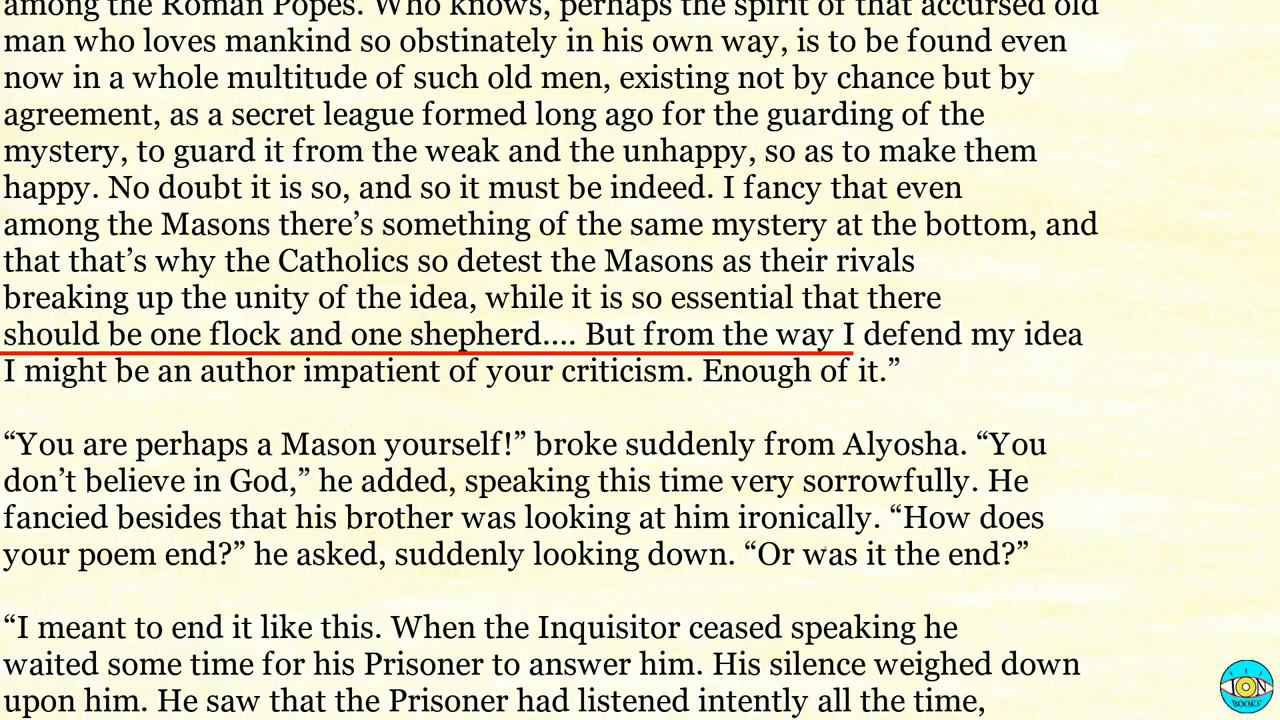 among the Roman Popes. Who knows, perhaps the spirit of that accursed old
man who loves mankind so obstinately in his own way, is to be found even
now in a whole multitude of such old men, existing not by chance but by
agreement, as a secret league formed long ago for the guarding of the
mystery, to guard it from the weak and the unhappy, so as to make them
happy. No doubt it is so, and so it must be indeed. I fancy that even
among the Masons there’s something of the same mystery at the bottom, and
that that’s why the Catholics so detest the Masons as their rivals
breaking up the unity of the idea, while it is so essential that there
should be one flock and one shepherd.... But from the way I defend my idea
I might be an author impatient of your criticism. Enough of it.”
“You are perhaps a Mason yourself!” broke suddenly from Alyosha. “You
don’t believe in God,” he added, speaking this time very sorrowfully. He
fancied besides that his brother was looking at him ironically. “How does
your poem end?” he asked, suddenly looking down. “Or was it the end?”
“I meant to end it like this. When the Inquisitor ceased speaking he
waited some time for his Prisoner to answer him. His silence weighed down
upon him. He saw that the Prisoner had listened intently all the time,
ION
BOOKS